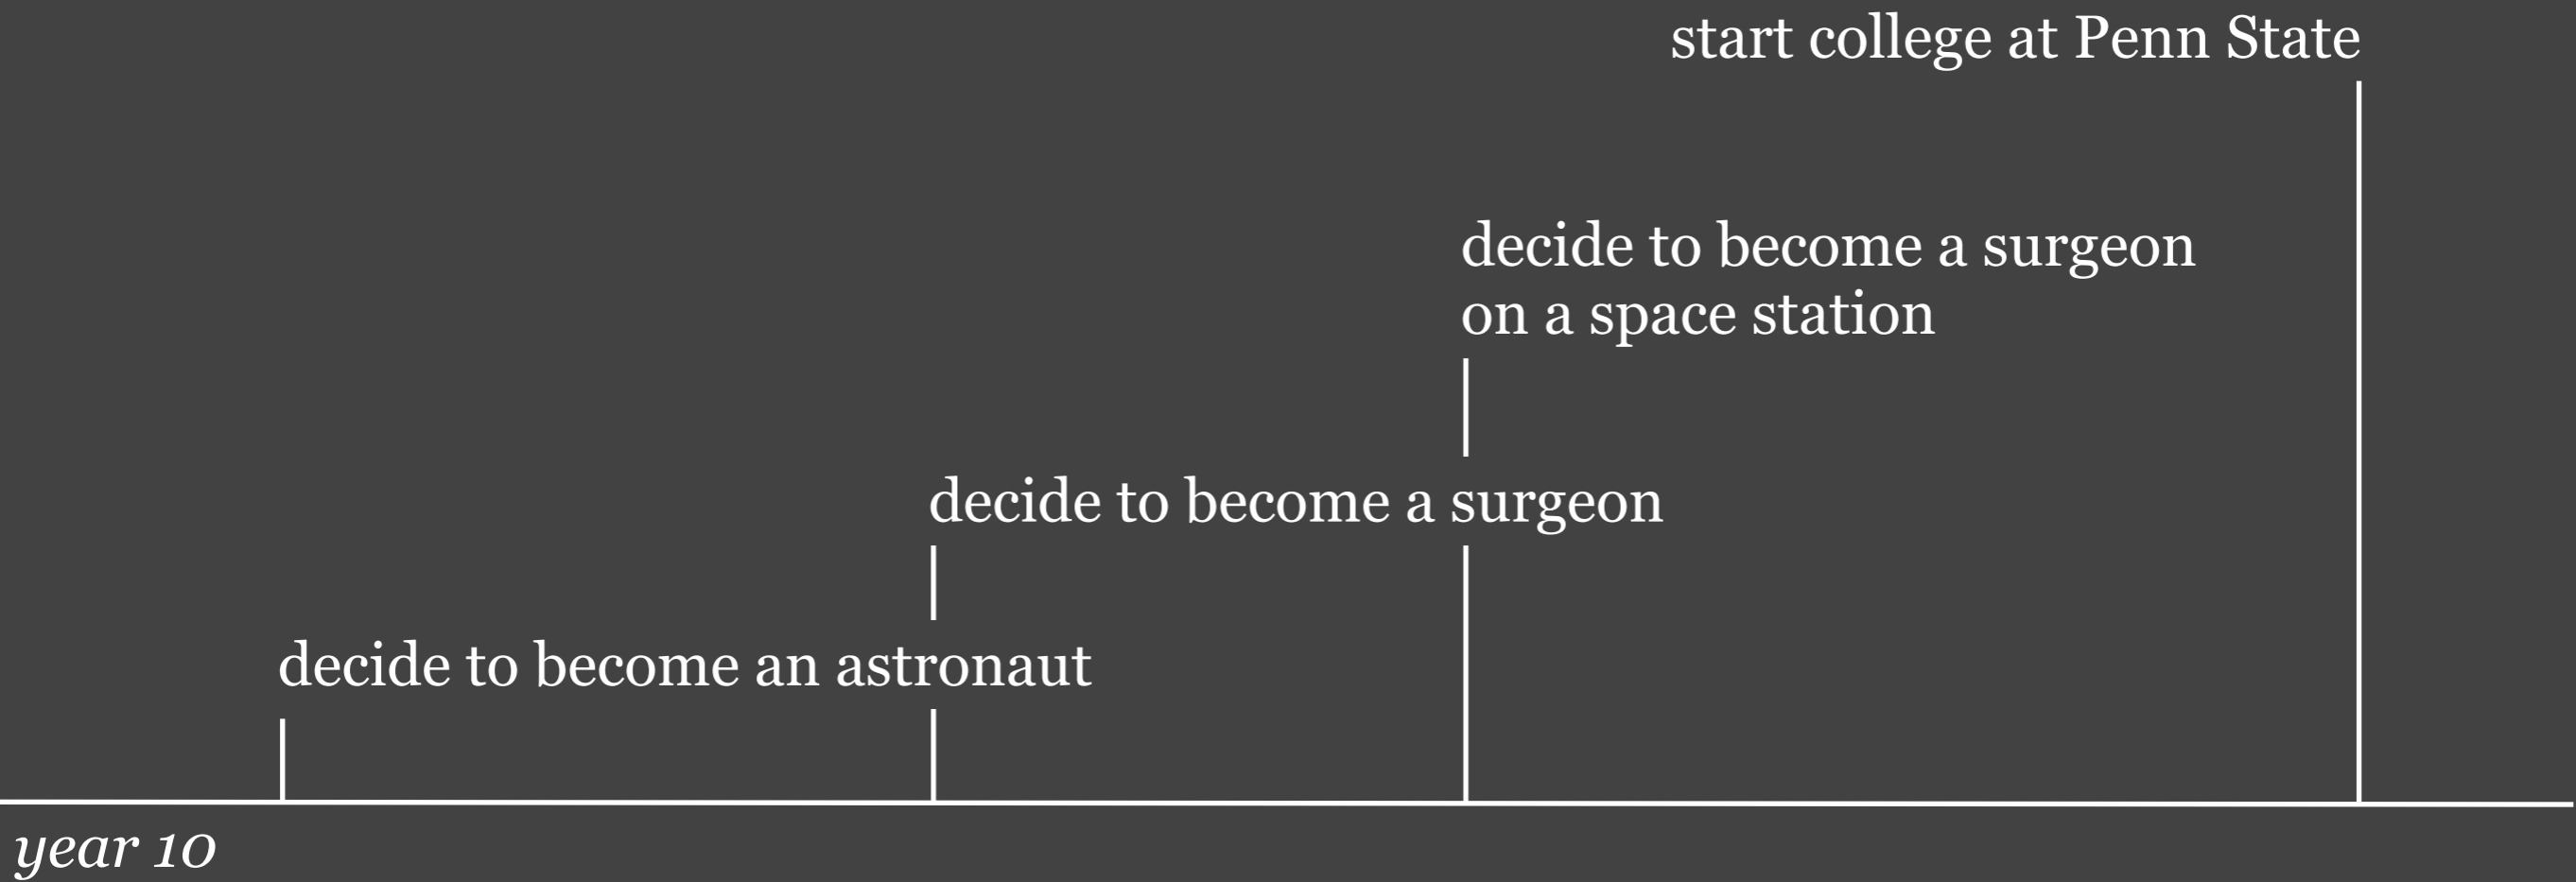 start college at Penn State
decide to become a surgeon
on a space station
decide to become a surgeon
decide to become an astronaut
year 10